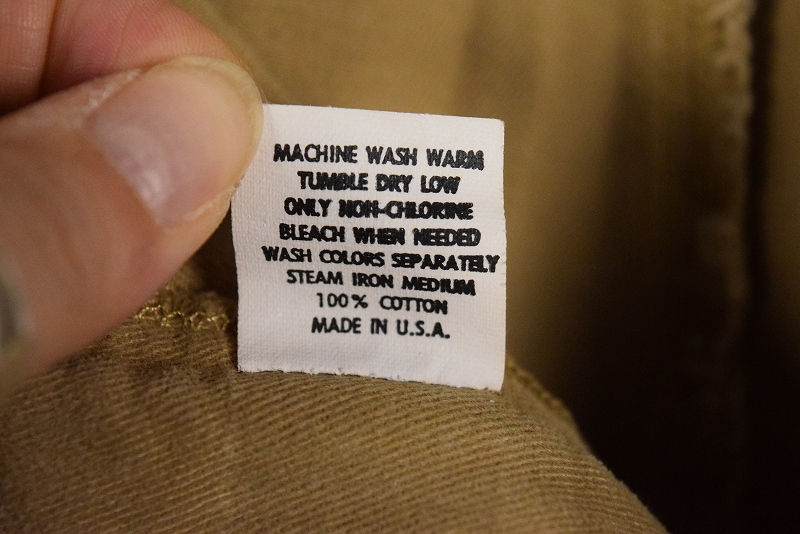 MACHINE WASH WARM
TUMBLE DRY LOW
ONLY NON-CHLORINE
BLEACH WHEN NEEDED
WASH COLORS SEPARATELY
STEAM IRON MEDIUM
100% COTTON
MADE IN U.S.A.